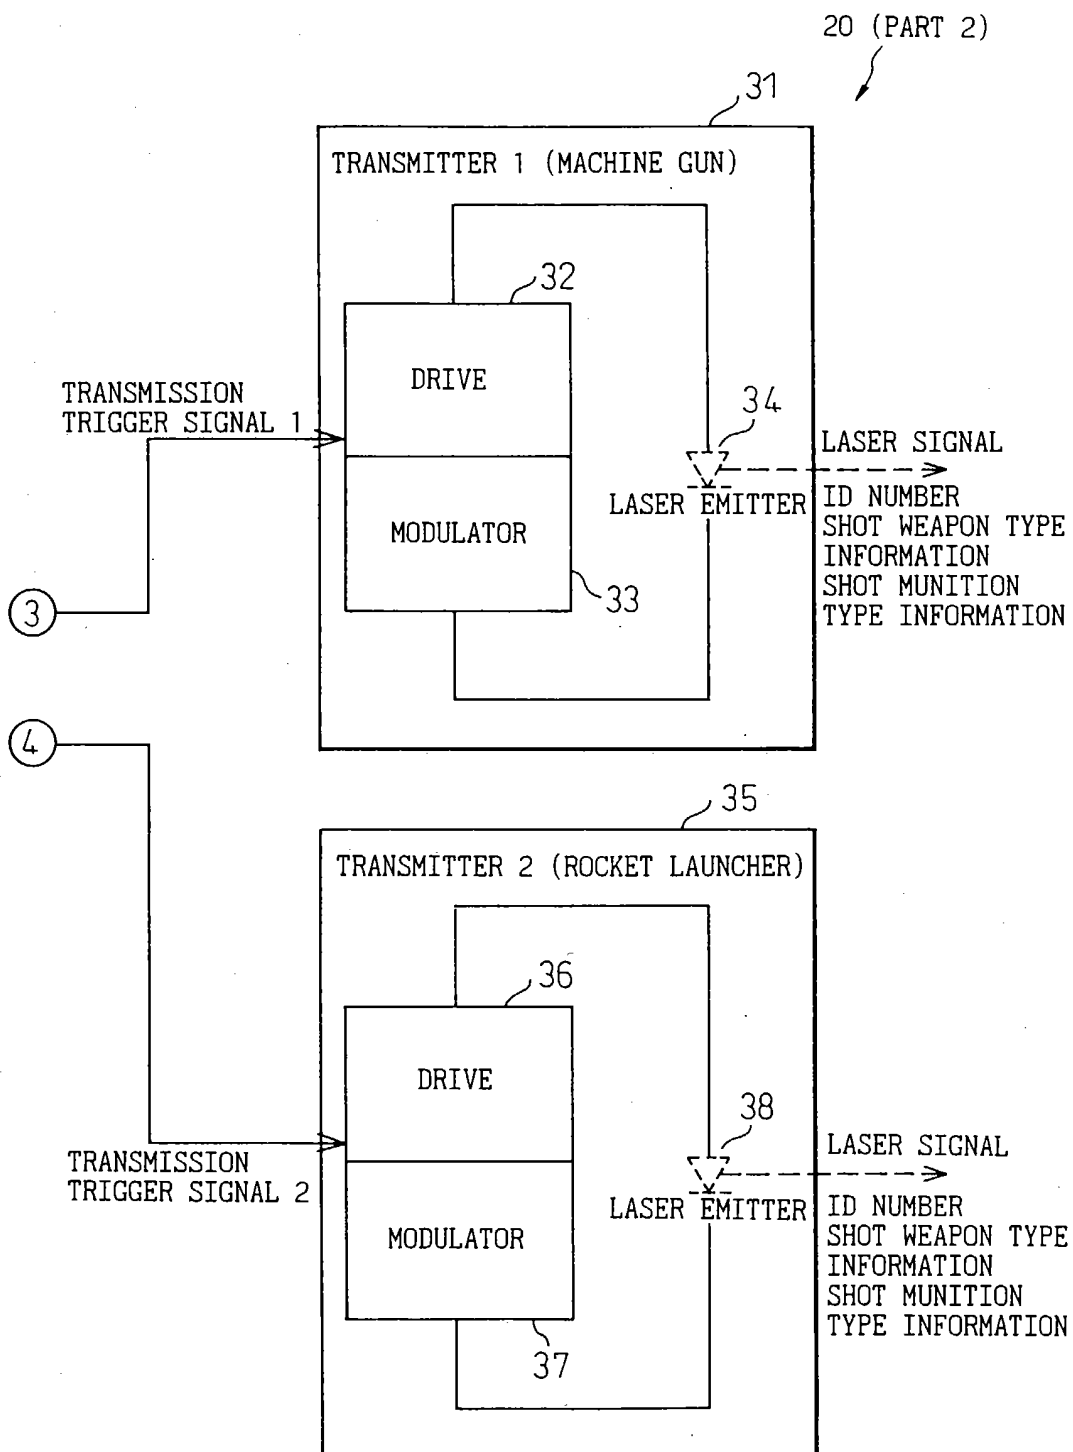 20 (PART 2)
31
TRANSMITTER 1 (MACHINE GUN)
32
DRIVE
TRANSMISSION
TRIGGER SIGNAL 1
34
LASER SIGNAL
LASER EMITTER
ID NUMBER
SHOT WEAPON TYPE
INFORMATION
SHOT MUNITION
TYPE INFORMATION
MODULATOR
33
3
4
35
TRANSMITTER 2 (ROCKET LAUNCHER)
36
DRIVE
38
LASER SIGNAL
TRANSMISSION
TRIGGER SIGNAL 2
LASER EMITTER
ID NUMBER
SHOT WEAPON TYPE
INFORMATION
SHOT MUNITION
TYPE INFORMATION
MODULATOR
37